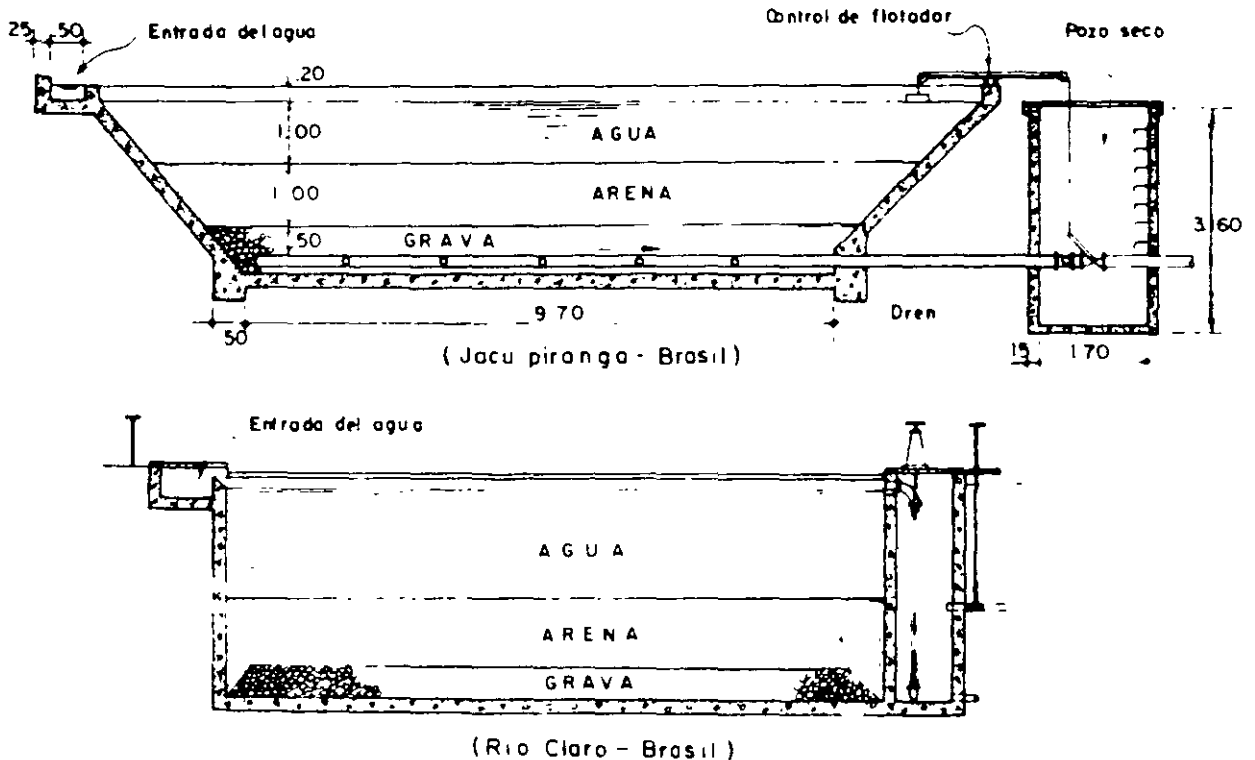 25 50 Entrada del agua Control de flotador Pozo seco
.20
1.00 AGUA
1 00 ARENA
50 GRAVA
3.60
9 70 Dren
50
15 170
(Jacu piranga - Brasil)
Entrada del agua
AGUA
ARENA
GRAVA
(Rio Claro - Brasil)